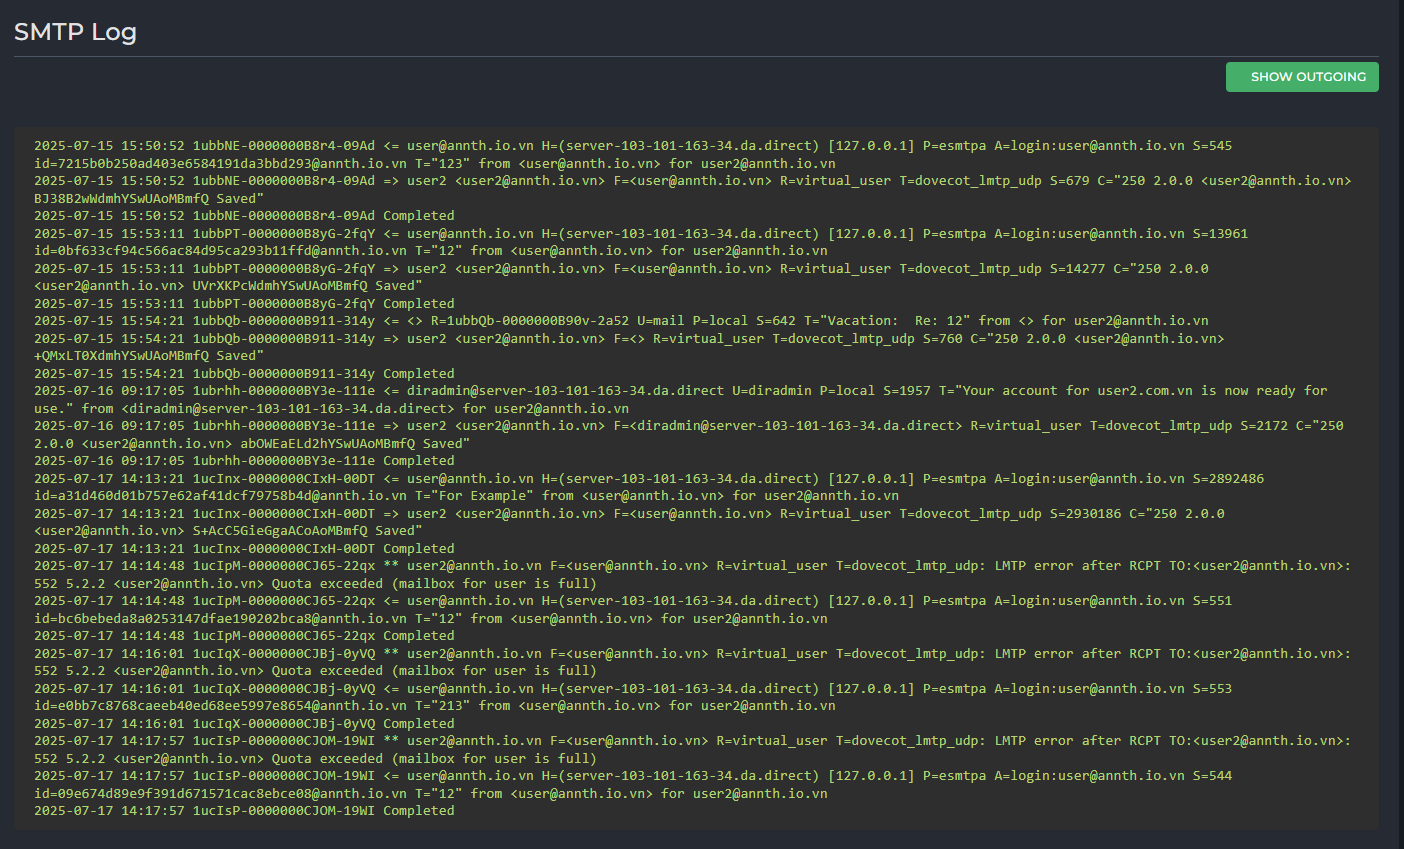 SMTP Log
SHOW OUTGOING
2025-07-15 15:50:52 1ubbNE-0000000B8r4-09Ad <= user@annth.io.vn H=(server-103-101-163-34.da.direct) [127.0.0.1] P=esmtpa A=login:user@annth.io.vn S=545
id=7215b0b250ad403e6584191da3bbd293@annth.io.vn T="123" from <user@annth.io.vn> for user2@annth.io.vn
2025-07-15 15:50:52 1ubbNE-0000000B8r4-09Ad => user2 <user2@annth.io.vn> F=<user@annth.io.vn> R=virtual_user T=dovecot_lmtp_udp S=679 C="250 2.0.0 <user2@annth.io.vn>
BJ38B2wWdmhYSwUAoMBmfQ Saved"
2025-07-15 15:50:52 1ubbNE-0000000B8r4-09Ad Completed
2025-07-15 15:53:11 1ubbPT-0000000B8yG-2fqY <= user@annth.io.vn H=(server-103-101-163-34.da.direct) [127.0.0.1] P=esmtpa A=login:user@annth.io.vn S=13961
id=0bf633cf94c566ac84d95ca293b11ffd@annth.io.vn T="12" from <user@annth.io.vn> for user2@annth.io.vn
2025-07-15 15:53:11 1ubbPT-0000000B8yG-2fqY => user2 <user2@annth.io.vn> F=<user@annth.io.vn> R=virtual_user T=dovecot_lmtp_udp S=14277 C="250 2.0.0
<user2@annth.io.vn> UVrXKPcWdmhYSwUAoMBmfQ Saved"
2025-07-15 15:53:11 1ubbPT-0000000B8yG-2fqY Completed
2025-07-15 15:54:21 1ubbQb-0000000B911-314y <= <> R=1ubbQb-0000000B90v-2a52 U=mail P=local S=642 T="Vacation:  Re: 12" from <> for user2@annth.io.vn
2025-07-15 15:54:21 1ubbQb-0000000B911-314y => user2 <user2@annth.io.vn> F=<> R=virtual_user T=dovecot_lmtp_udp S=760 C="250 2.0.0 <user2@annth.io.vn>
+QMxLT0XdmhYSwUAoMBmfQ Saved"
2025-07-15 15:54:21 1ubbQb-0000000B911-314y Completed
2025-07-16 09:17:05 1ubrhh-0000000BY3e-111e <= diradmin@server-103-101-163-34.da.direct U=diradmin P=local S=1957 T="Your account for user2.com.vn is now ready for
use." from <diradmin@server-103-101-163-34.da.direct> for user2@annth.io.vn
2025-07-16 09:17:05 1ubrhh-0000000BY3e-111e => user2 <user2@annth.io.vn> F=<diradmin@server-103-101-163-34.da.direct> R=virtual_user T=dovecot_lmtp_udp S=2172 C="250
2.0.0 <user2@annth.io.vn> abOWEaELd2hYSwUAoMBmfQ Saved"
2025-07-16 09:17:05 1ubrhh-0000000BY3e-111e Completed
2025-07-17 14:13:21 1ucInx-0000000CIxH-00DT <= user@annth.io.vn H=(server-103-101-163-34.da.direct) [127.0.0.1] P=esmtpa A=login:user@annth.io.vn S=2892486
id=a31d460d01b757e62af41dcf79758b4d@annth.io.vn T="For Example" from <user@annth.io.vn> for user2@annth.io.vn
2025-07-17 14:13:21 1ucInx-0000000CIxH-00DT => user2 <user2@annth.io.vn> F=<user@annth.io.vn> R=virtual_user T=dovecot_lmtp_udp S=2930186 C="250 2.0.0
<user2@annth.io.vn> S+AcC5GieGgaACoAoMBmfQ Saved"
2025-07-17 14:13:21 1ucInx-0000000CIxH-00DT Completed
2025-07-17 14:14:48 1ucIpM-0000000CJ65-22qx ** user2@annth.io.vn F=<user@annth.io.vn> R=virtual_user T=dovecot_lmtp_udp: LMTP error after RCPT TO:<user2@annth.io.vn>:
552 5.2.2 <user2@annth.io.vn> Quota exceeded (mailbox for user is full)
2025-07-17 14:14:48 1ucIpM-0000000CJ65-22qx <= user@annth.io.vn H=(server-103-101-163-34.da.direct) [127.0.0.1] P=esmtpa A=login:user@annth.io.vn S=551
id=bc6bebeda8a0253147dfae190202bca8@annth.io.vn T="12" from <user@annth.io.vn> for user2@annth.io.vn
2025-07-17 14:14:48 1ucIpM-0000000CJ65-22qx Completed
2025-07-17 14:16:01 1ucIqX-0000000CJBj-0yVQ ** user2@annth.io.vn F=<user@annth.io.vn> R=virtual_user T=dovecot_lmtp_udp: LMTP error after RCPT TO:<user2@annth.io.vn>:
552 5.2.2 <user2@annth.io.vn> Quota exceeded (mailbox for user is full)
2025-07-17 14:16:01 1ucIqX-0000000CJBj-0yVQ <= user@annth.io.vn H=(server-103-101-163-34.da.direct) [127.0.0.1] P=esmtpa A=login:user@annth.io.vn S=553
id=e0bb7c8768caeeb40ed68ee5997e8654@annth.io.vn T="213" from <user@annth.io.vn> for user2@annth.io.vn
2025-07-17 14:16:01 1ucIqX-0000000CJBj-0yVQ Completed
2025-07-17 14:17:57 1ucIsP-0000000CJOM-19WI ** user2@annth.io.vn F=<user@annth.io.vn> R=virtual_user T=dovecot_lmtp_udp: LMTP error after RCPT TO:<user2@annth.io.vn>:
552 5.2.2 <user2@annth.io.vn> Quota exceeded (mailbox for user is full)
2025-07-17 14:17:57 1ucIsP-0000000CJOM-19WI <= user@annth.io.vn H=(server-103-101-163-34.da.direct) [127.0.0.1] P=esmtpa A=login:user@annth.io.vn S=544
id=09e674d89e9f391d671571cac8ebce08@annth.io.vn T="12" from <user@annth.io.vn> for user2@annth.io.vn
2025-07-17 14:17:57 1ucIsP-0000000CJOM-19WI Completed